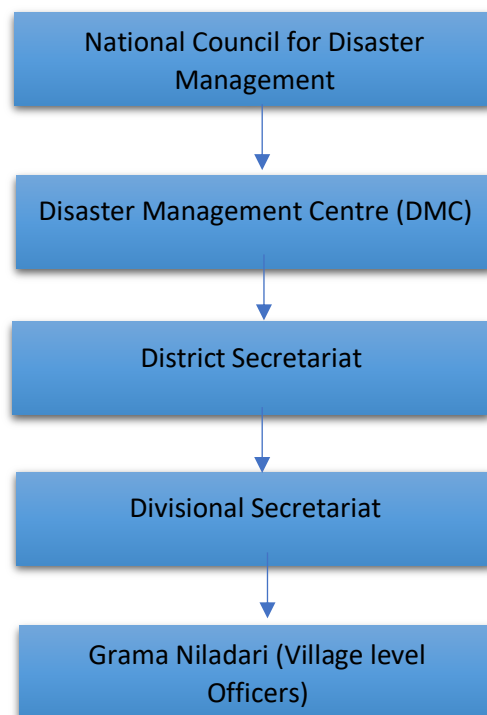 National Council for Disaster
Management
Disaster Management Centre (DMC)
District Secretariat
Divisional Secretariat
Grama Niladari (Village level
Officers)